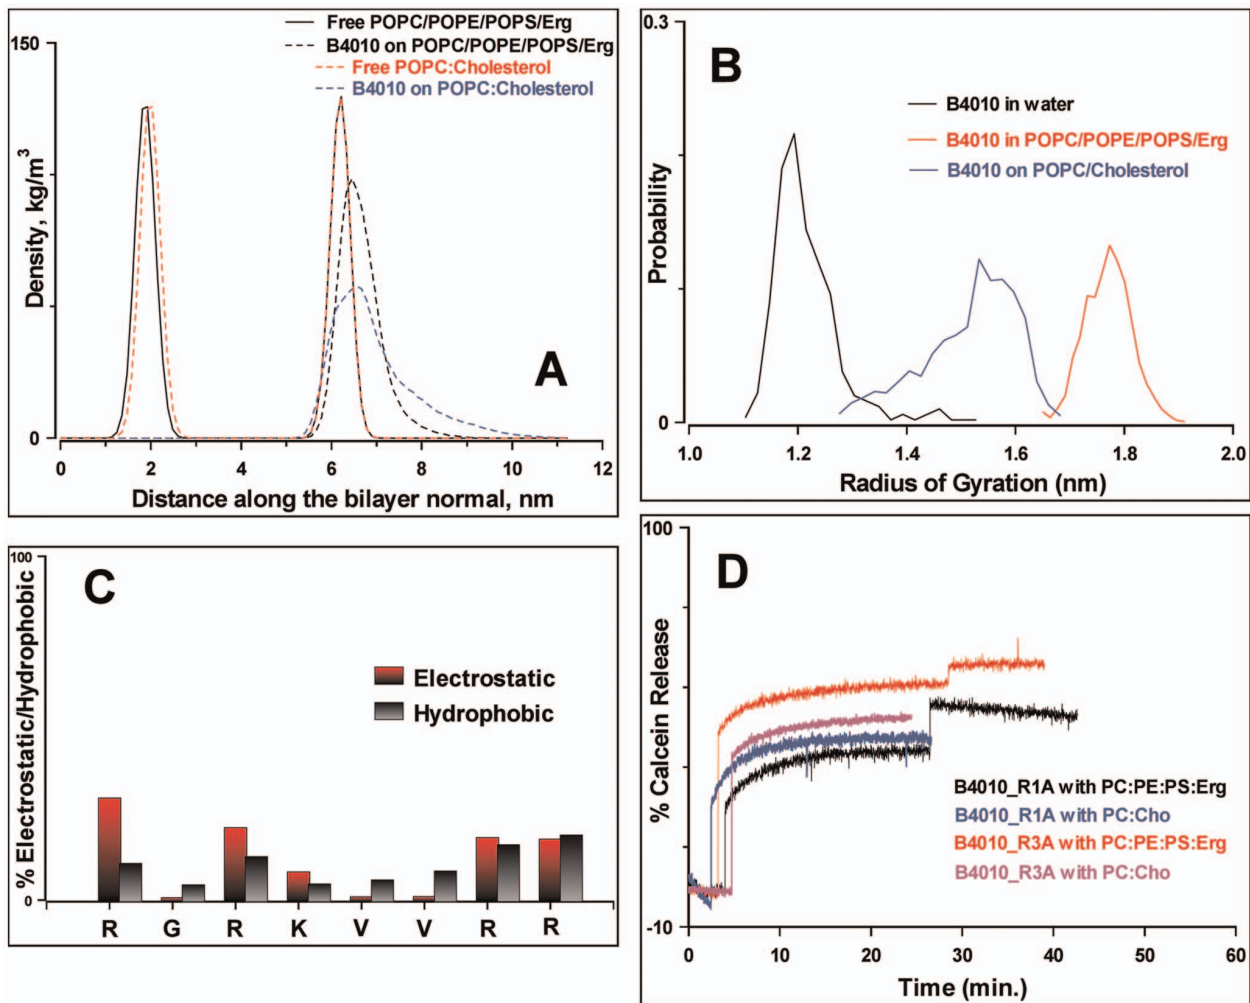 Free POPC/POPE/POPS/Erg
B4010 on POPC/POPE/POPS/Erg
Free POPC:Cholesterol
B4010 on POPC:Cholesterol
150
0
Density, kg/m³
A
0 2 4 6 8 10 12
Distance along the bilayer normal, nm
0.3
B
B4010 in water
B4010 in POPC/POPE/POPS/Erg
B4010 on POPC/Cholesterol
Probability
0
1.0 1.2 1.4 1.6 1.8 2.0
Radius of Gyration (nm)
100
C
% Electrostatic/Hydrophobic
Electrostatic
Hydrophobic
0
R G R K V V R R
100
D
% Calcein Release
B4010_R1A with PC:PE:PS:Erg
B4010_R1A with PC:Cho
B4010_R3A with PC:PE:PS:Erg
B4010_R3A with PC:Cho
-10
0 10 20 30 40 50 60
Time (min.)